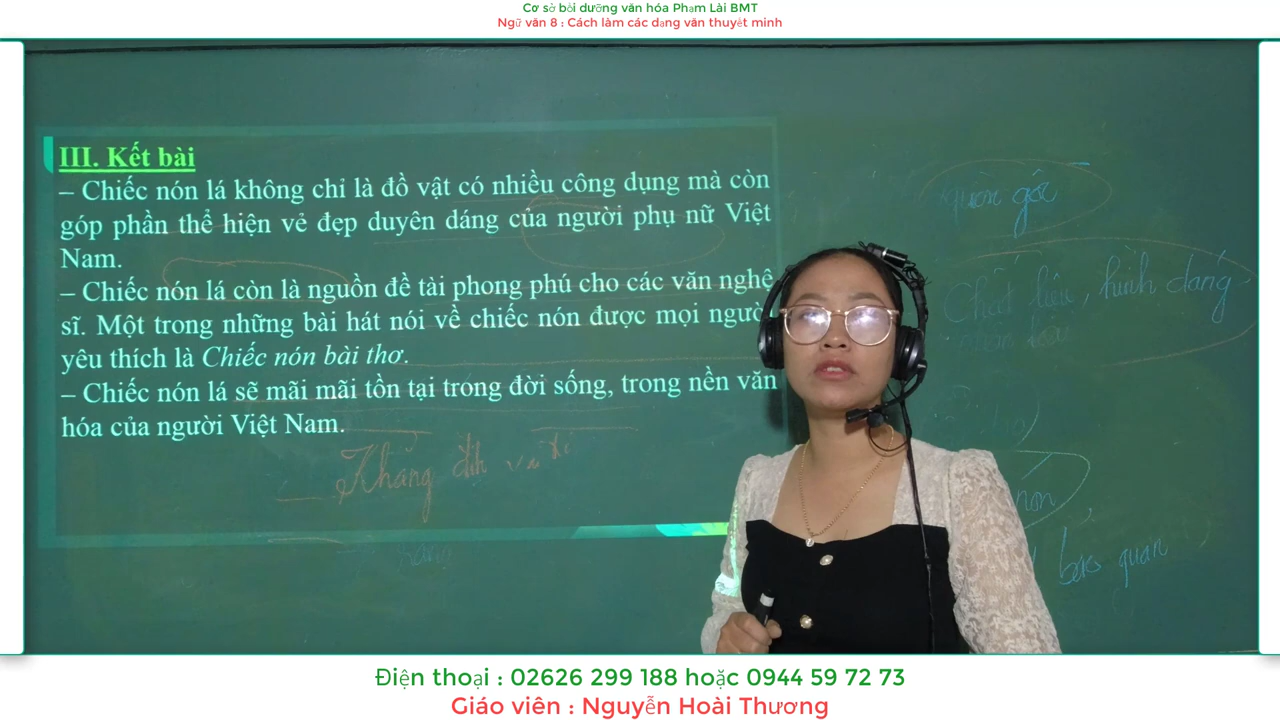 Cơ sở bồi dưỡng văn hóa Phạm Lài BMT
Ngữ văn 8 : Cách làm các dạng văn thuyết minh
III. Kết bài
– Chiếc nón lá không chỉ là đồ vật có nhiều công dụng mà còn
góp phần thể hiện vẻ đẹp duyên dáng của người phụ nữ Việt
Nam.
– Chiếc nón lá còn là nguồn đề tài phong phú cho các văn nghệ
sĩ. Một trong những bài hát nói về chiếc nón được mọi người
yêu thích là Chiếc nón bài thơ.
– Chiếc nón lá sẽ mãi mãi tồn tại trong đời sống, trong nền văn
hóa của người Việt Nam.
Khẳng
gốc
Chất liệu, hình dáng
nón
bảo quản
Điện thoại : 02626 299 188 hoặc 0944 59 72 73
Giáo viên : Nguyễn Hoài Thương